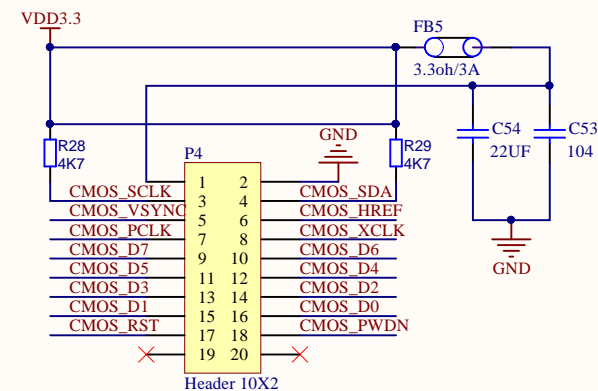 VDD3.3
FB5
3.3oh/3A
GND
R28
4K7
R29
4K7
C54
22UF
C53
104
P4
1 2
CMOS_SCLK 3 4 CMOS_SDA
CMOS_VSYNC 5 6 CMOS_HREF
CMOS_PCLK 7 8 CMOS_XCLK
CMOS_D7 9 10 CMOS_D6
CMOS_D5 11 12 CMOS_D4
CMOS_D3 13 14 CMOS_D2
CMOS_D1 15 16 CMOS_D0
CMOS_RST 17 18 CMOS_PWDN
19 20
GND
Header 10X2